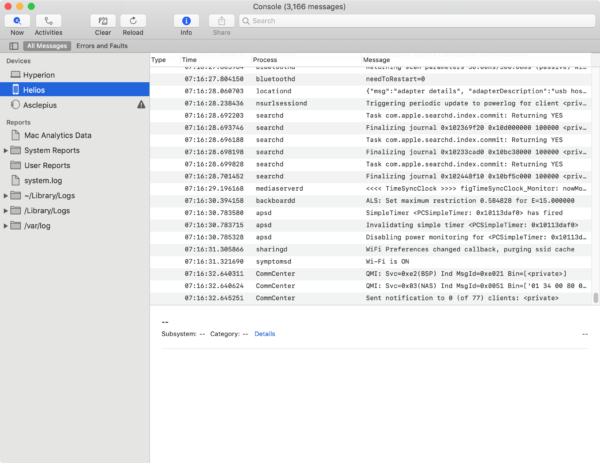 Console (3,166 messages)
Now Activities Clear Reload Info Share Search
All Messages Errors and Faults
Devices
Hyperion
Helios
Asclepius
Reports
Mac Analytics Data
System Reports
User Reports
system.log
~/Library/Logs
/Library/Logs
/var/log
Type Time Process Message
07:16:27.804150 bluetoothd needToRestart=0
07:16:28.060703 locationd {"msg":"adapter details", "adapterDescription":"usb hos…
07:16:28.238436 nsurlsessiond Triggering periodic update to powerlog for client <priv…
07:16:28.692203 searchd Task com.apple.searchd.index.commit: Returning YES
07:16:28.693746 searchd Finalizing journal 0x102369f20 0x10d000000 100000 <priv…
07:16:28.696188 searchd Task com.apple.searchd.index.commit: Returning YES
07:16:28.698198 searchd Finalizing journal 0x10233cad0 0x10bc38000 100000 <priv…
07:16:28.699828 searchd Task com.apple.searchd.index.commit: Returning YES
07:16:28.701452 searchd Finalizing journal 0x102448f10 0x10bf5c000 100000 <priv…
07:16:29.196168 mediaserverd <<<< TimeSyncClock >>>> figTimeSyncClock_Monitor: nowMo…
07:16:30.394158 backboardd ALS: Set maximum restriction 0.584828 for E=15.000000
07:16:30.783580 apsd SimpleTimer <PCSimpleTimer: 0x10113daf0> has fired
07:16:30.783715 apsd Invalidating simple timer <PCSimpleTimer: 0x10113daf0>
07:16:30.785328 apsd Disabling power monitoring for <PCSimpleTimer: 0x10113d…
07:16:31.305866 sharingd WiFi Preferences changed callback, purging ssid cache
07:16:31.321690 symptomsd Wi-Fi is ON
07:16:32.640311 CommCenter QMI: Svc=0xe2(BSP) Ind MsgId=0xe021 Bin=[<private>]
07:16:32.640624 CommCenter QMI: Svc=0x03(NAS) Ind MsgId=0x0051 Bin=['01 34 00 80 0…
07:16:32.645251 CommCenter Sent notification to 0 (of 77) clients: <private>
--
Subsystem: -- Category: -- Details --